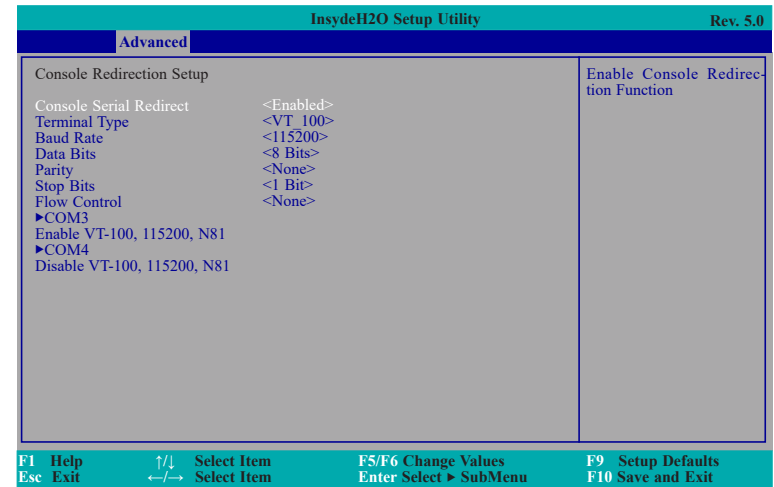 InsydeH2O Setup Utility Rev. 5.0
Advanced
Console Redirection Setup
Console Serial Redirect <Enabled>
Terminal Type <VT_100>
Baud Rate <115200>
Data Bits <8 Bits>
Parity <None>
Stop Bits <1 Bit>
Flow Control <None>
►COM3
Enable VT-100, 115200, N81
►COM4
Disable VT-100, 115200, N81
Enable Console Redirec-
tion Function
F1 Help ↑/↓ Select Item F5/F6 Change Values F9 Setup Defaults
Esc Exit ←/→ Select Item Enter Select ► SubMenu F10 Save and Exit